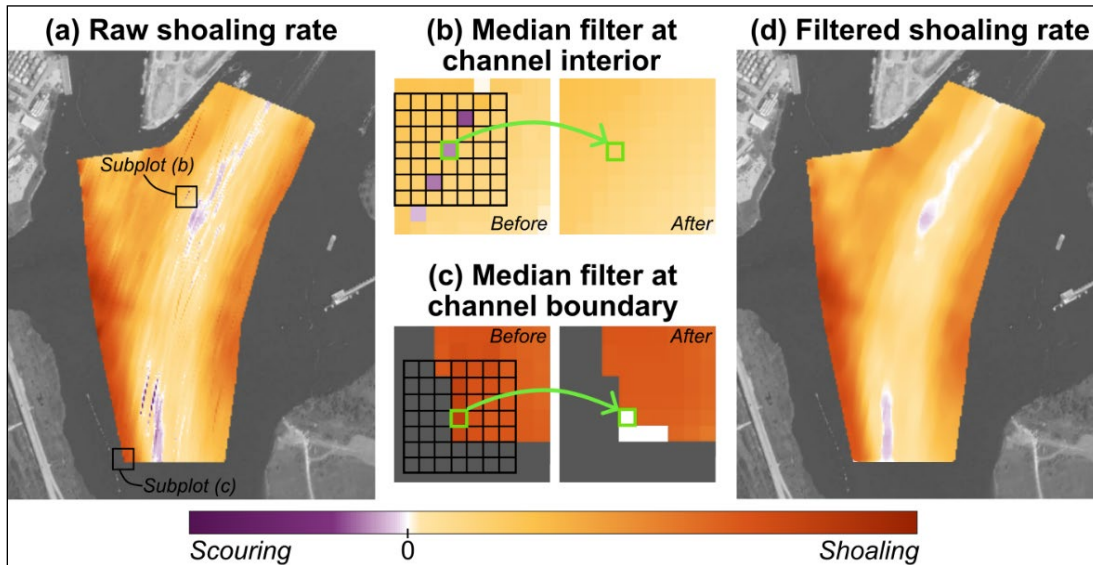 (a) Raw shoaling rate
(b) Median filter at
channel interior
(d) Filtered shoaling rate
Subplot (b)
Before
After
(c) Median filter at
channel boundary
Before
After
Subplot (c)
Scouring
0
Shoaling